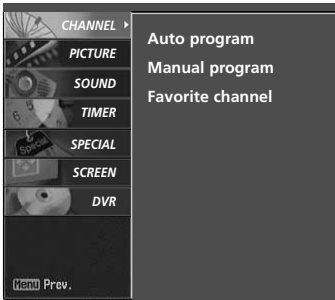 CHANNEL
PICTURE
SOUND
TIMER
SPECIAL
SCREEN
DVR
Menu Prev.
Auto program
Manual program
Favorite channel